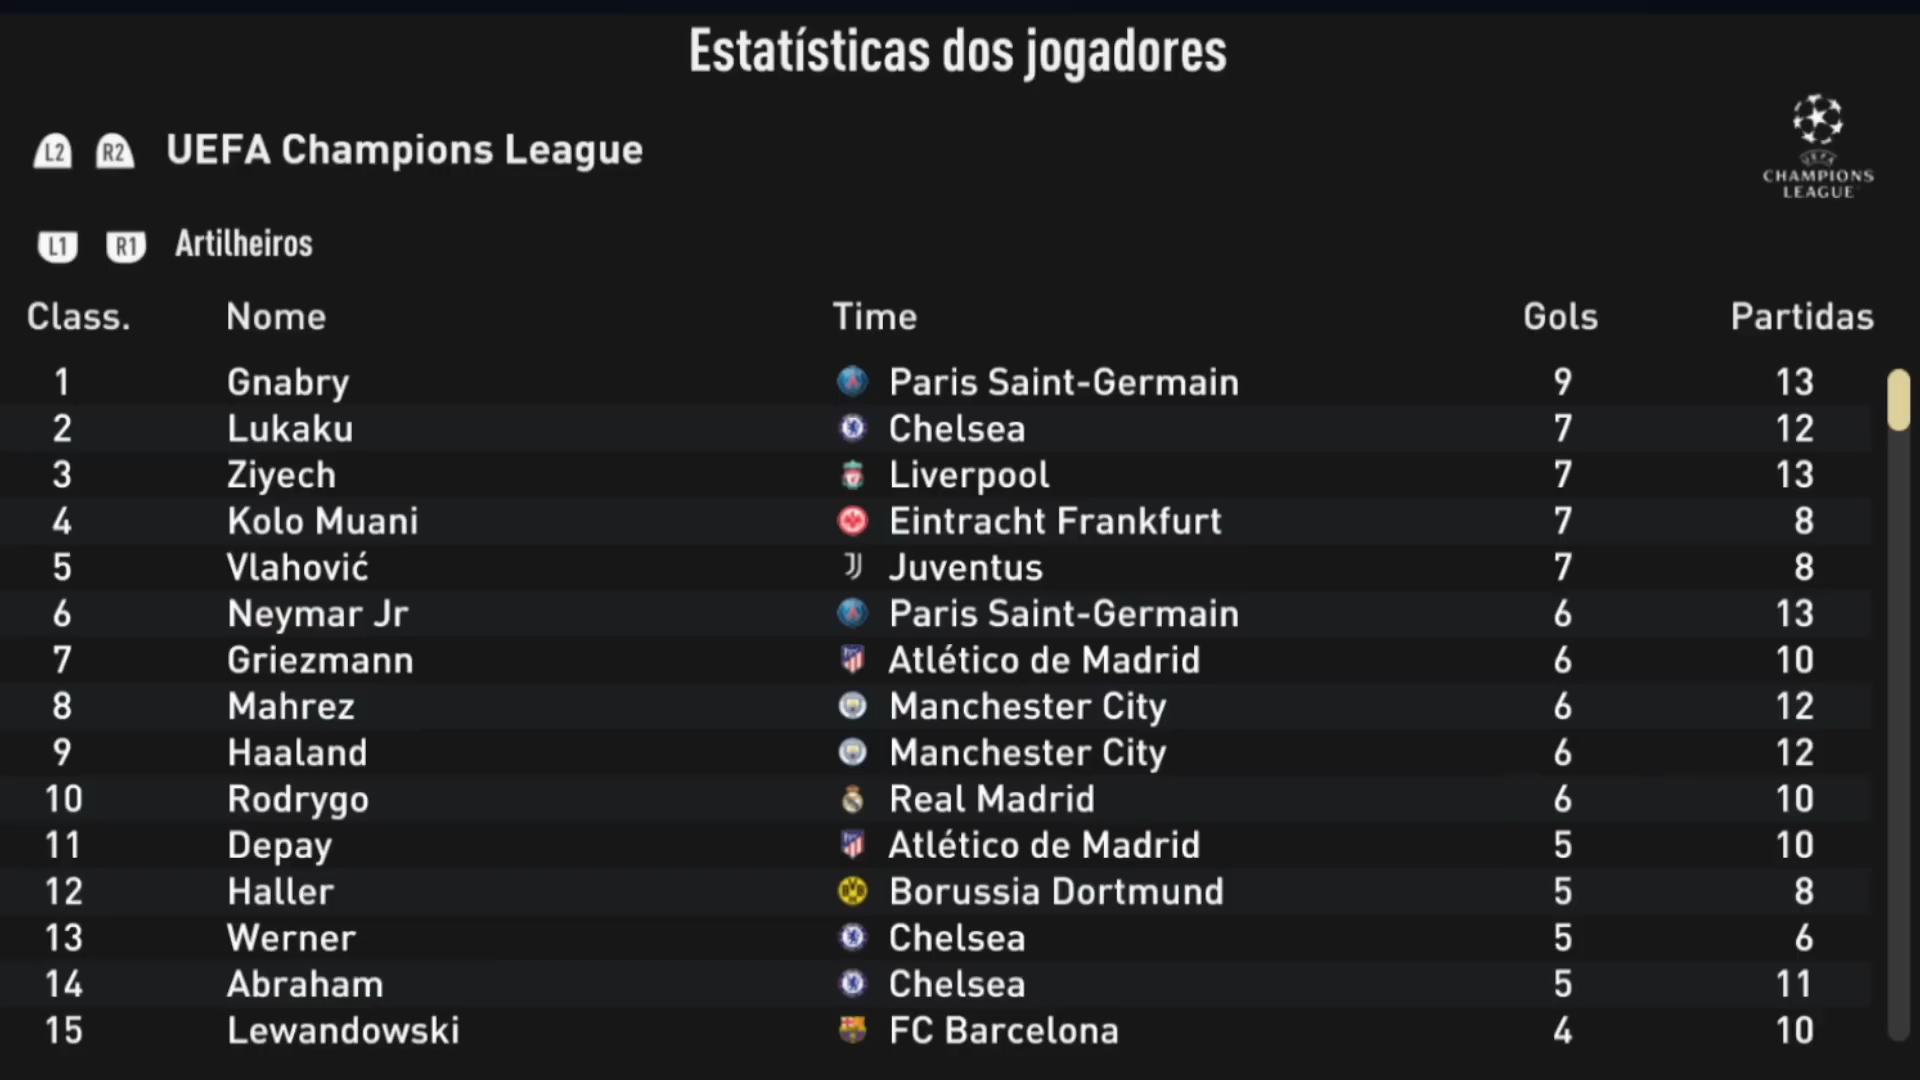 Estatísticas dos jogadores
L2 R2 UEFA Champions League
UEFA
CHAMPIONS
LEAGUE
L1 R1 Artilheiros
Class. Nome Time Gols Partidas
1 Gnabry Paris Saint-Germain 9 13
2 Lukaku Chelsea 7 12
3 Ziyech Liverpool 7 13
4 Kolo Muani Eintracht Frankfurt 7 8
5 Vlahović Juventus 7 8
6 Neymar Jr Paris Saint-Germain 6 13
7 Griezmann Atlético de Madrid 6 10
8 Mahrez Manchester City 6 12
9 Haaland Manchester City 6 12
10 Rodrygo Real Madrid 6 10
11 Depay Atlético de Madrid 5 10
12 Haller BVB Borussia Dortmund 5 8
13 Werner Chelsea 5 6
14 Abraham Chelsea 5 11
15 Lewandowski FC Barcelona 4 10